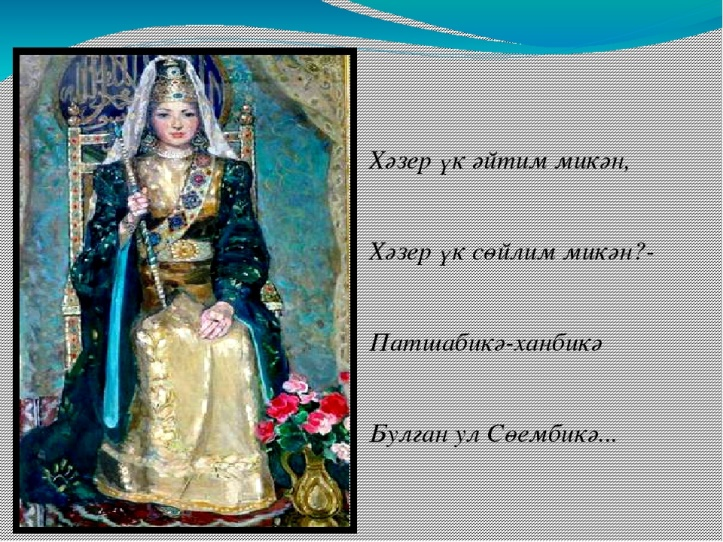 Хәзер үк әйтим микән,
Хәзер үк сөйлим микән?-
Патшабикә-ханбикә
Булган ул Сөембикә...